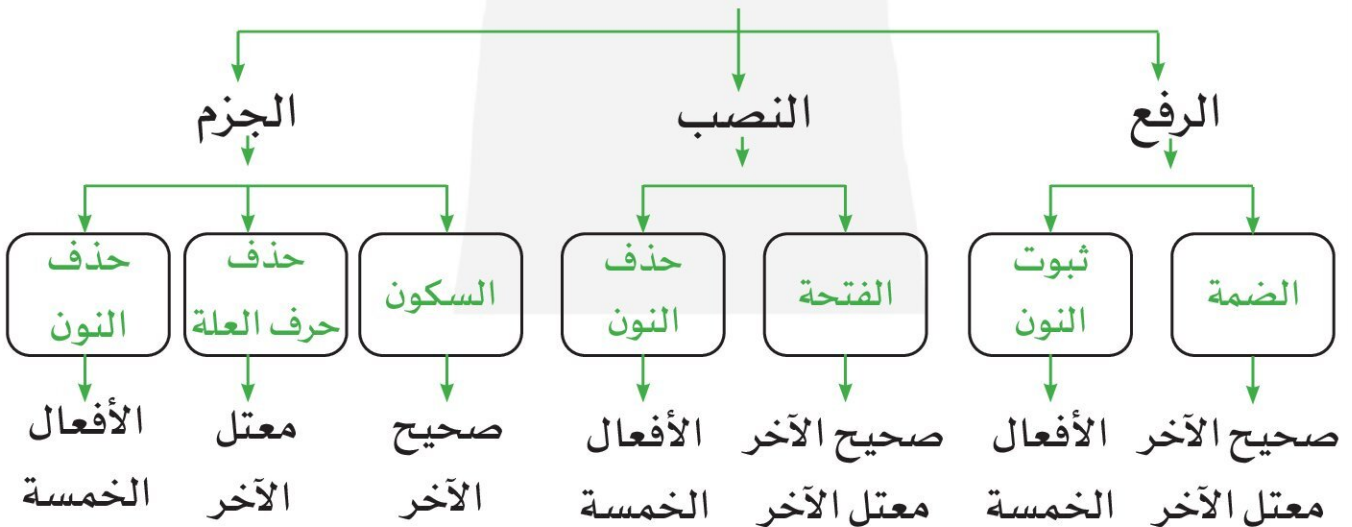 الرفع
النصب
الجزم
الضمة
ثبوت
النون
الفتحة
حذف
النون
السكون
حذف
حرف العلة
حذف
النون
صحيح الآخر
معتل الآخر
الأفعال
الخمسة
صحيح الآخر
معتل الآخر
الأفعال
الخمسة
صحيح
الآخر
معتل
الآخر
الأفعال
الخمسة